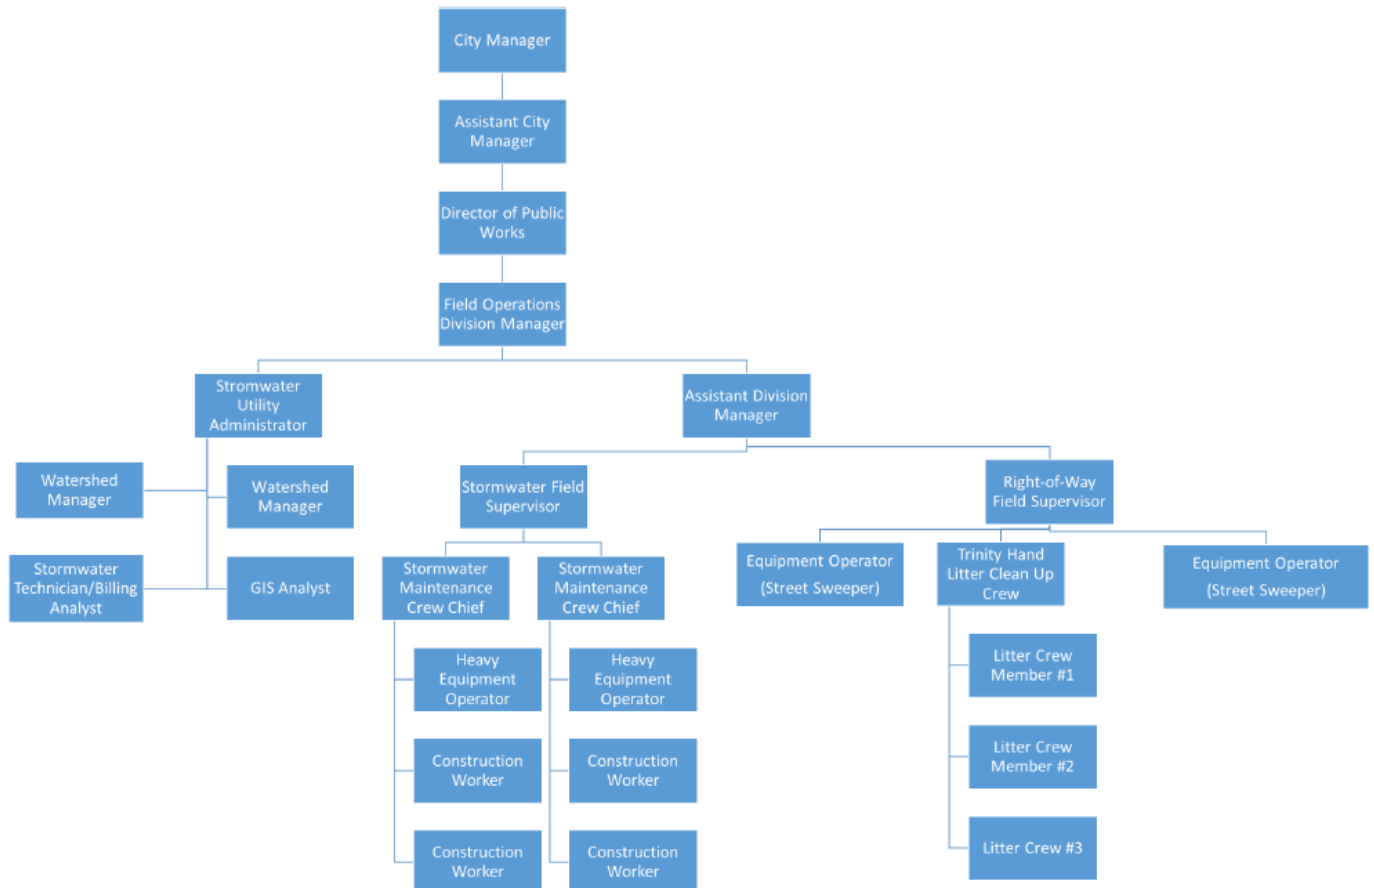 City Manager
Assistant City
Manager
Director of Public
Works
Field Operations
Division Manager
Stromwater
Utility
Administrator
Assistant Division
Manager
Watershed
Manager
Watershed
Manager
Stormwater
Technician/Billing
Analyst
GIS Analyst
Stormwater Field
Supervisor
Right-of-Way
Field Supervisor
Stormwater
Maintenance
Crew Chief
Stormwater
Maintenance
Crew Chief
Equipment Operator
(Street Sweeper)
Trinity Hand
Litter Clean Up
Crew
Equipment Operator
(Street Sweeper)
Heavy
Equipment
Operator
Heavy
Equipment
Operator
Litter Crew
Member #1
Construction
Worker
Construction
Worker
Litter Crew
Member #2
Construction
Worker
Construction
Worker
Litter Crew #3